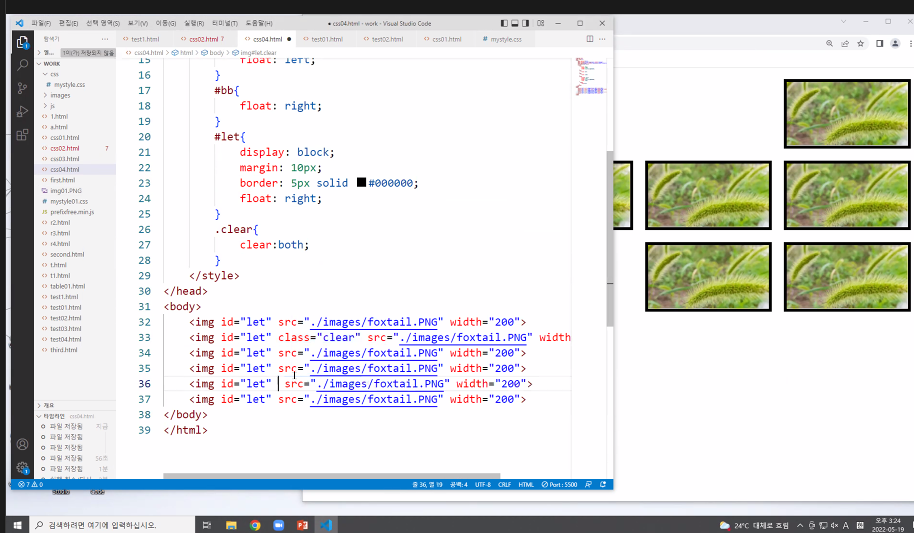 파일(F) 편집(E) 선택 영역(S) 보기(V) 이동(G) 실행(R) 터미널(T) 도움말(H) ● css04.html - work - Visual Studio Code
탐색기 ...
test1.html css02.html 7 css04.html ● test01.html test02.html css01.html mystyle.css
1이(가) 저장되지 않음
css04.html > html > body > img#let.clear
WORK
css
mystyle.css
images
js
1.html
a.html
css01.html
css02.html 7
css03.html
css04.html
first.html
img01.PNG
mystyle01.css
prefixfree.min.js
r2.html
r3.html
r4.html
second.html
t.html
t1.html
table01.html
test1.html
test01.html
test02.html
test03.html
test04.html
third.html
개요
타임라인 css04.html
파일 저장됨 지금
파일 저장됨
파일 저장됨
파일 저장됨 56초
파일 저장됨 1분
15 float: left;
16 }
17 #bb{
18 float: right;
19 }
20 #let{
21 display: block;
22 margin: 10px;
23 border: 5px solid #000000;
24 float: right;
25 }
26 .clear{
27 clear:both;
28 }
29 </style>
30 </head>
31 <body>
32 <img id="let" src="./images/foxtail.PNG" width="200">
33 <img id="let" class="clear" src="./images/foxtail.PNG" width
34 <img id="let" src="./images/foxtail.PNG" width="200">
35 <img id="let" src="./images/foxtail.PNG" width="200">
36 <img id="let" src="./images/foxtail.PNG" width="200">
37 <img id="let" src="./images/foxtail.PNG" width="200">
38 </body>
39 </html>
7 0 줄 36, 열 19 공백: 4 UTF-8 CRLF HTML Port : 5500
Studio Code
검색하려면 여기에 입력하십시오.
24°C 대체로 흐림 A 오후 3:24
2022-05-19